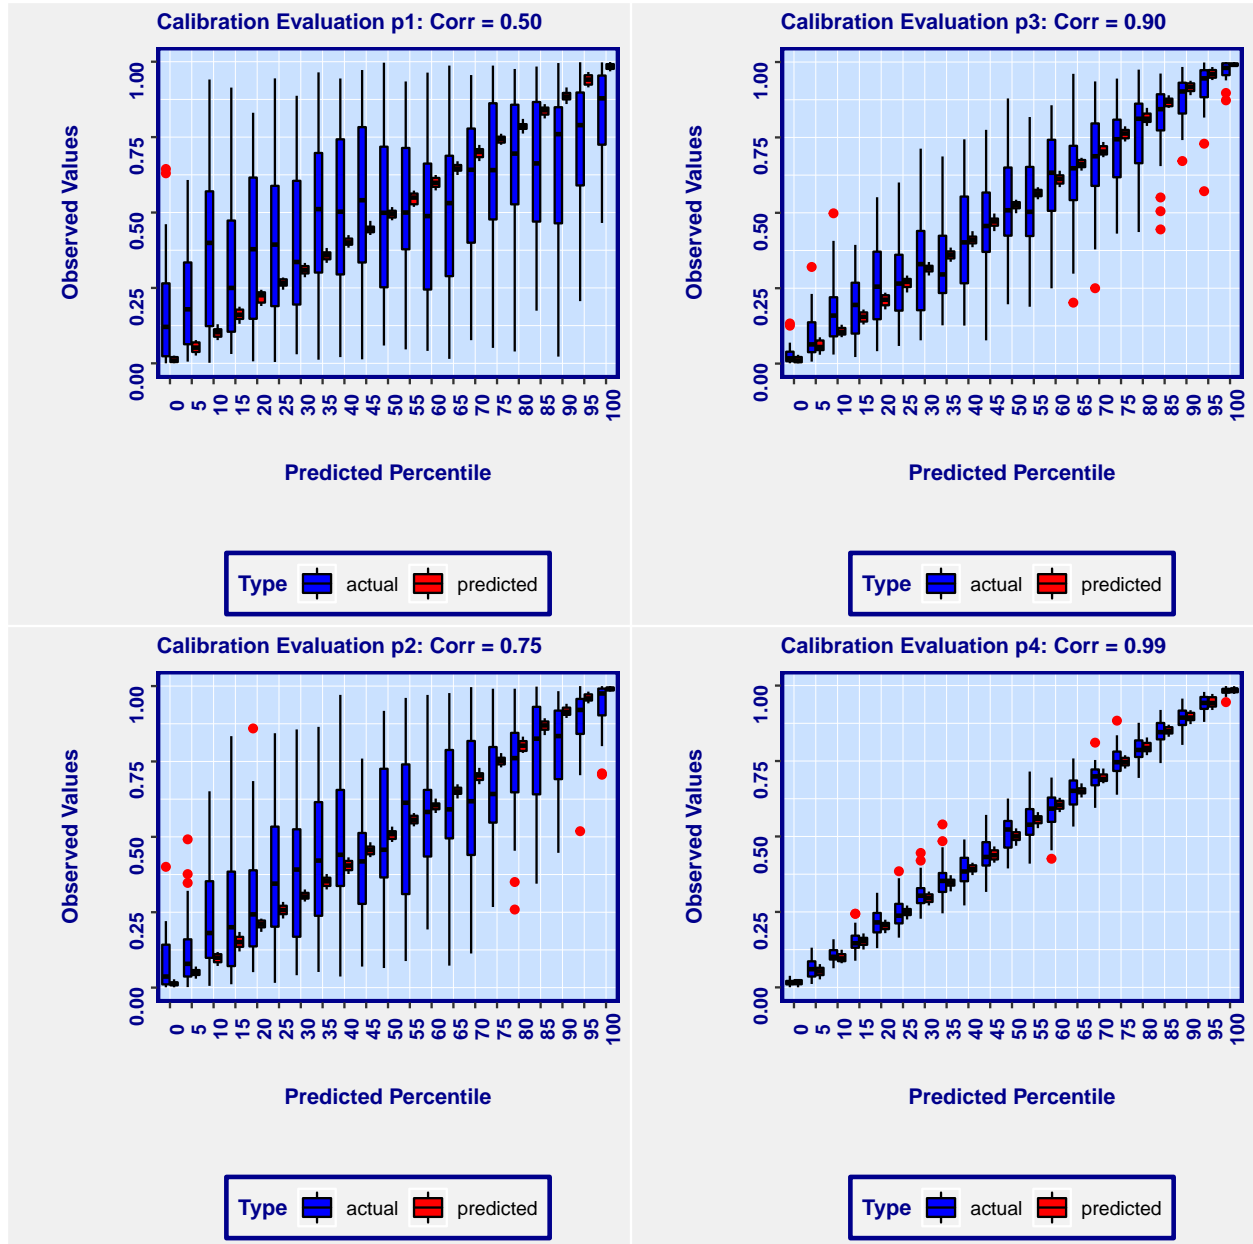 Calibration Evaluation p1: Corr = 0.50
Observed Values
1.00
0.75
0.50
0.25
0.00
0 5 10 15 20 25 30 35 40 45 50 55 60 65 70 75 80 85 90 95 100
Predicted Percentile
Type actual predicted
Calibration Evaluation p3: Corr = 0.90
Observed Values
1.00
0.75
0.50
0.25
0.00
0 5 10 15 20 25 30 35 40 45 50 55 60 65 70 75 80 85 90 95 100
Predicted Percentile
Type actual predicted
Calibration Evaluation p2: Corr = 0.75
Observed Values
1.00
0.75
0.50
0.25
0.00
0 5 10 15 20 25 30 35 40 45 50 55 60 65 70 75 80 85 90 95 100
Predicted Percentile
Type actual predicted
Calibration Evaluation p4: Corr = 0.99
Observed Values
1.00
0.75
0.50
0.25
0.00
0 5 10 15 20 25 30 35 40 45 50 55 60 65 70 75 80 85 90 95 100
Predicted Percentile
Type actual predicted